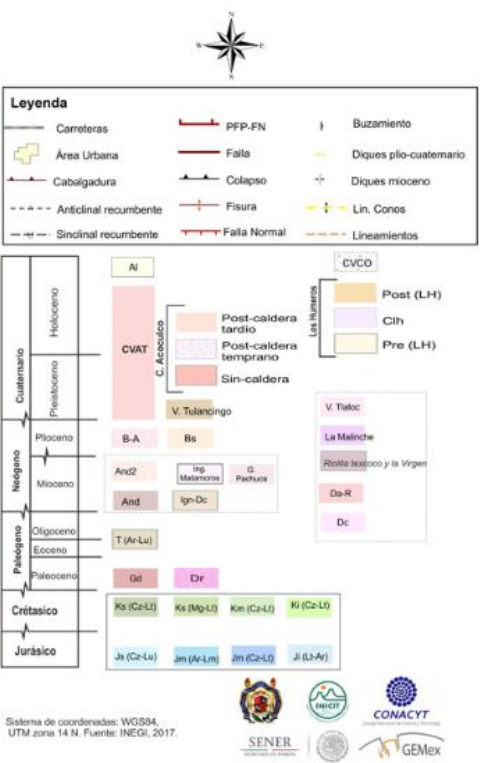 N
W E
S
Leyenda
Carreteras
Área Urbana
Cabalgadura
Anticlinal recumbente
Sinclinal recumbente
PFP-FN
Falla
Colapso
Fisura
Falla Normal
Buzamiento
Diques plio-cuaternario
Diques mioceno
Lin. Conos
Lineamientos
Cuaternario
Neógeno
Paleógeno
Crétasico
Jurásico
Holoceno
Pleistoceno
Plioceno
Mioceno
Oligoceno
Eoceno
Paleoceno
Al
CVAT
C. Acoculco
Post-caldera
tardio
Post-caldera
temprano
Sin-caldera
V. Tulancingo
B-A
Bs
And2
Ing.
Matamoros
G.
Pachuca
And
Ign-Dc
T (Ar-Lu)
Gd
Dr
Ks (Cz-Lt)
Ks (Mg-Lt)
Km (Cz-Lt)
Ki (Cz-Lt)
Js (Cz-Lu)
Jm (Ar-Lm)
Jm (Cz-Lt)
Ji (Lt-Ar)
CVCO
Los Humeros
Post (LH)
Clh
Pre (LH)
V. Tlaloc
La Malinche
Riolita texcoco y la Virgen
Da-R
Dc
Sistema de coordenadas: WGS84,
UTM zona 14 N. Fuente: INEGI, 2017.
INICIT
CONACYT
SENER
GEMex